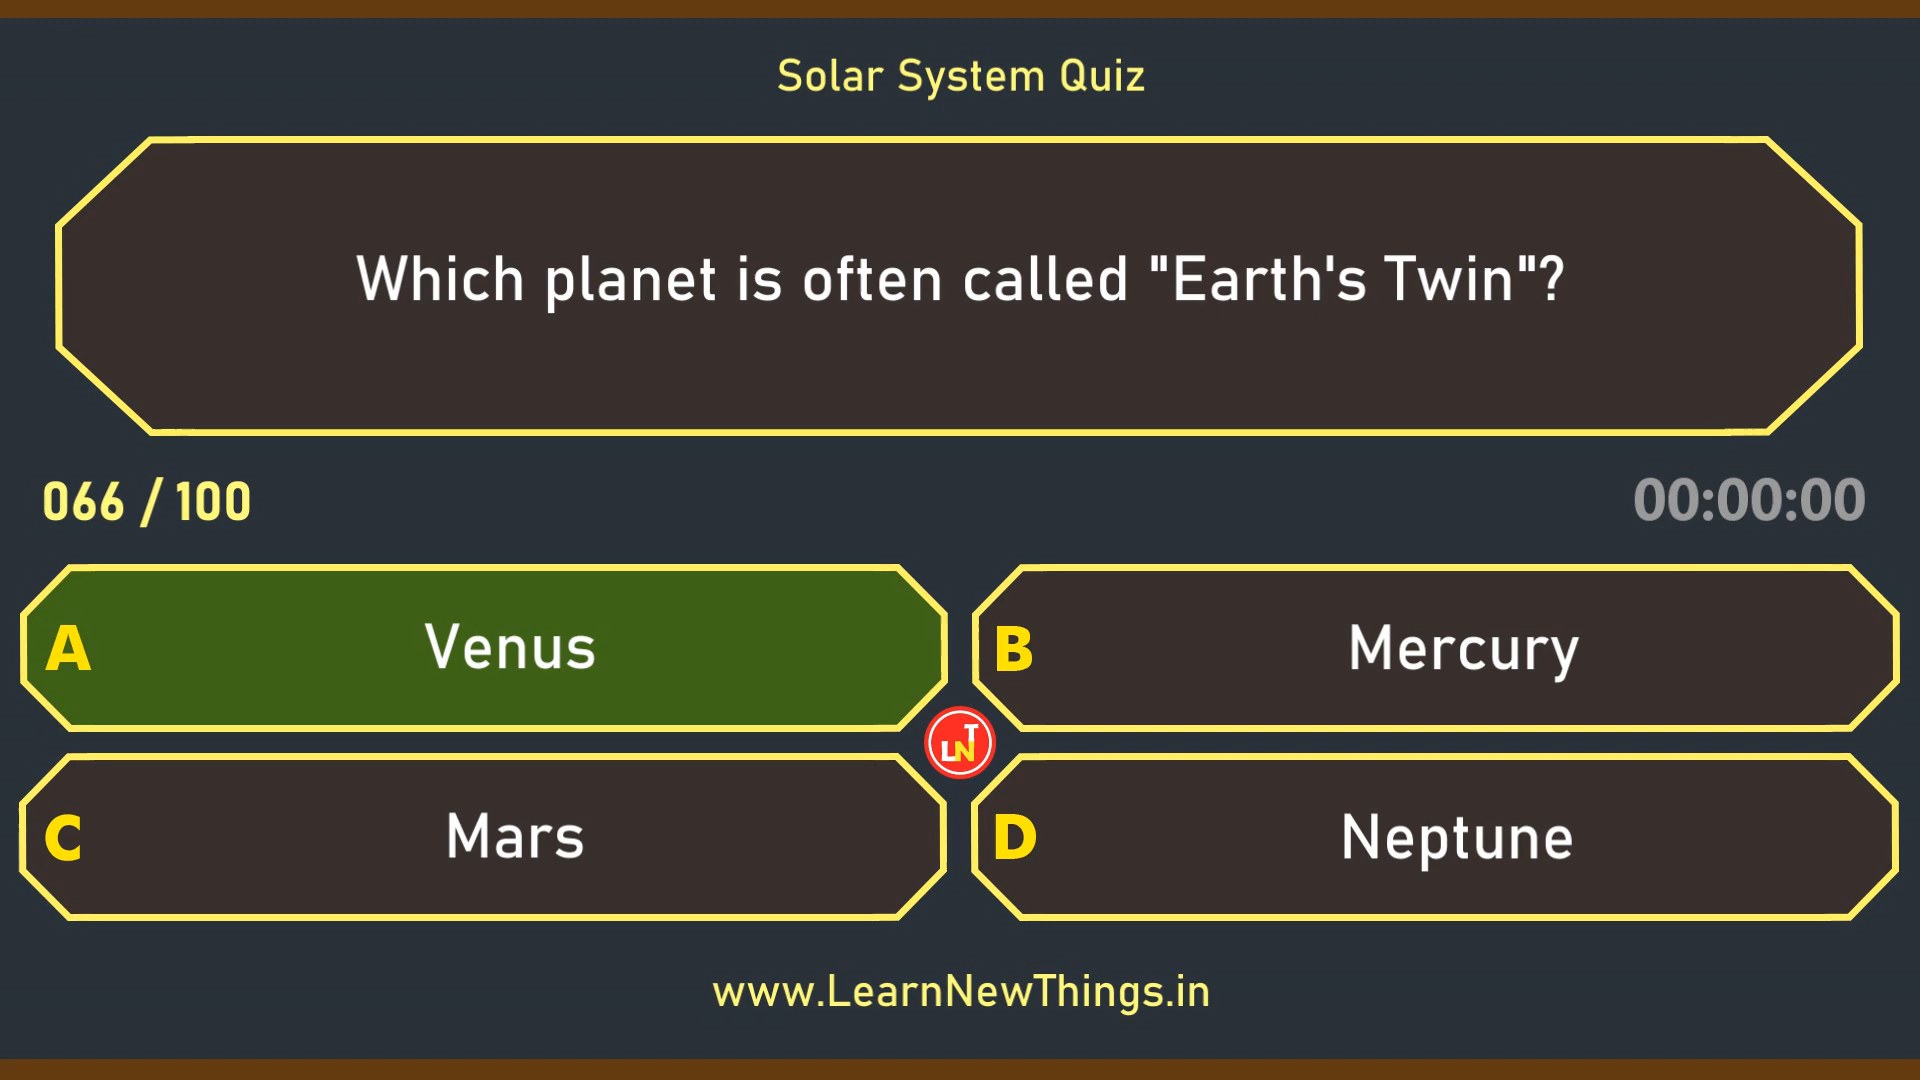 Solar System Quiz
Which planet is often called "Earth's Twin"?
066 / 100
00:00:00
A Venus
B Mercury
LNT
C Mars
D Neptune
www.LearnNewThings.in